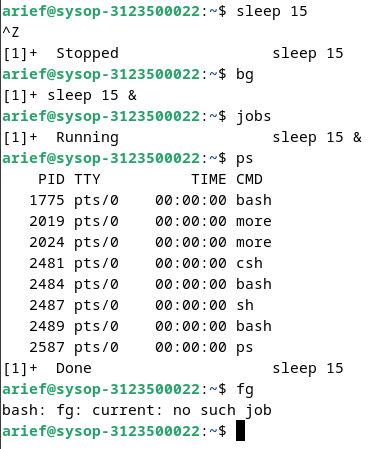 arief@sysop-3123500022:~$ sleep 15
^Z
[1]+  Stopped                 sleep 15
arief@sysop-3123500022:~$ bg
[1]+ sleep 15 &
arief@sysop-3123500022:~$ jobs
[1]+  Running                 sleep 15 &
arief@sysop-3123500022:~$ ps
    PID TTY          TIME CMD
   1775 pts/0    00:00:00 bash
   2019 pts/0    00:00:00 more
   2024 pts/0    00:00:00 more
   2481 pts/0    00:00:00 csh
   2484 pts/0    00:00:00 bash
   2487 pts/0    00:00:00 sh
   2489 pts/0    00:00:00 bash
   2587 pts/0    00:00:00 ps
[1]+  Done                    sleep 15
arief@sysop-3123500022:~$ fg
bash: fg: current: no such job
arief@sysop-3123500022:~$